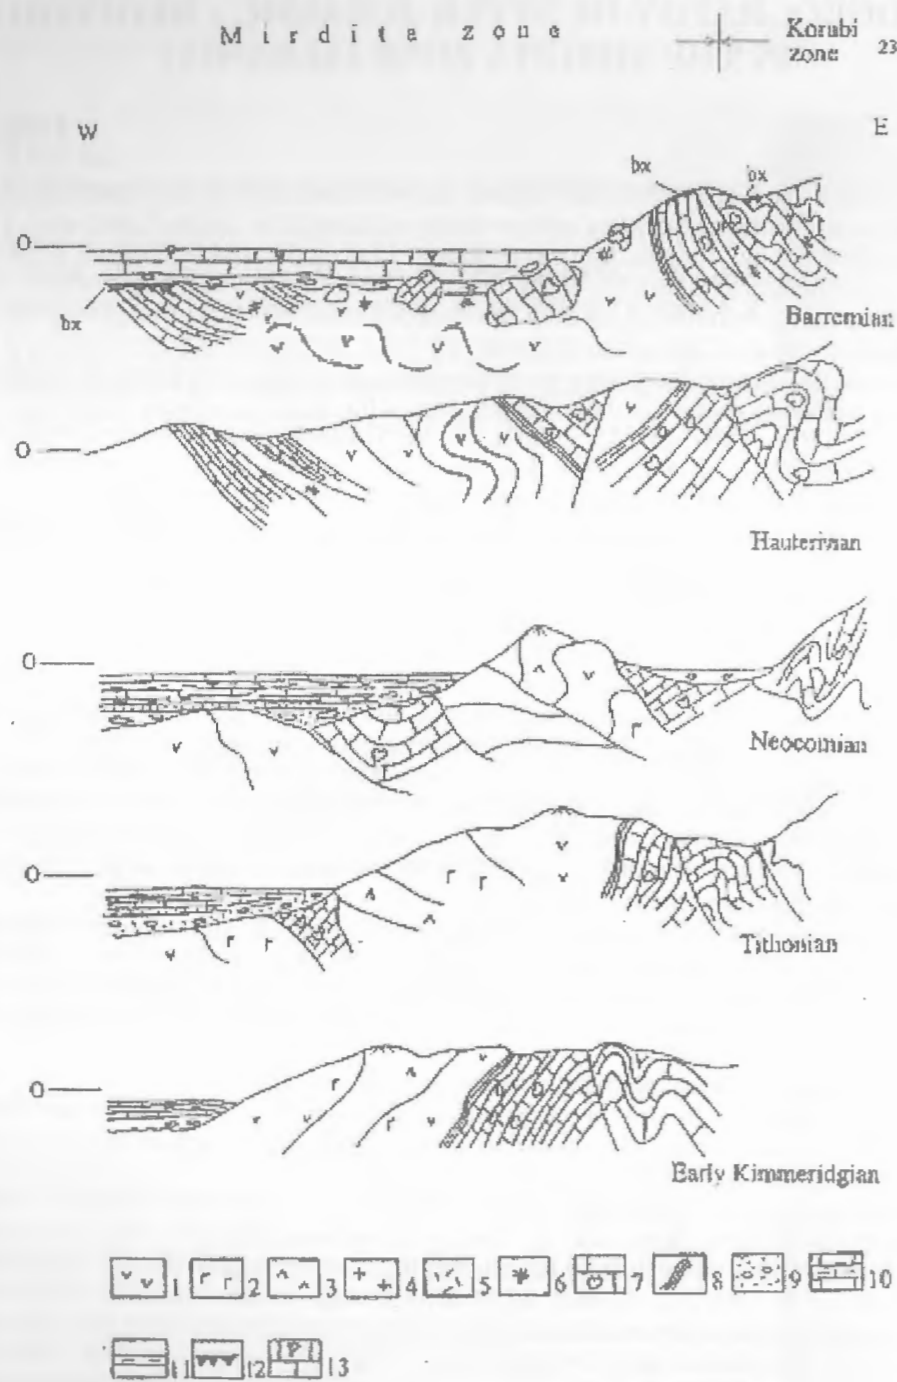 Mirdita zone
Korabi
zone
23
W
E
bx
bx
0
bx
Barremian
0
Hauterivian
0
Neocomian
0
Tithonian
0
Early Kimmeridgian
1 2 3 4 5 6 7 8 9 10
11 12 13